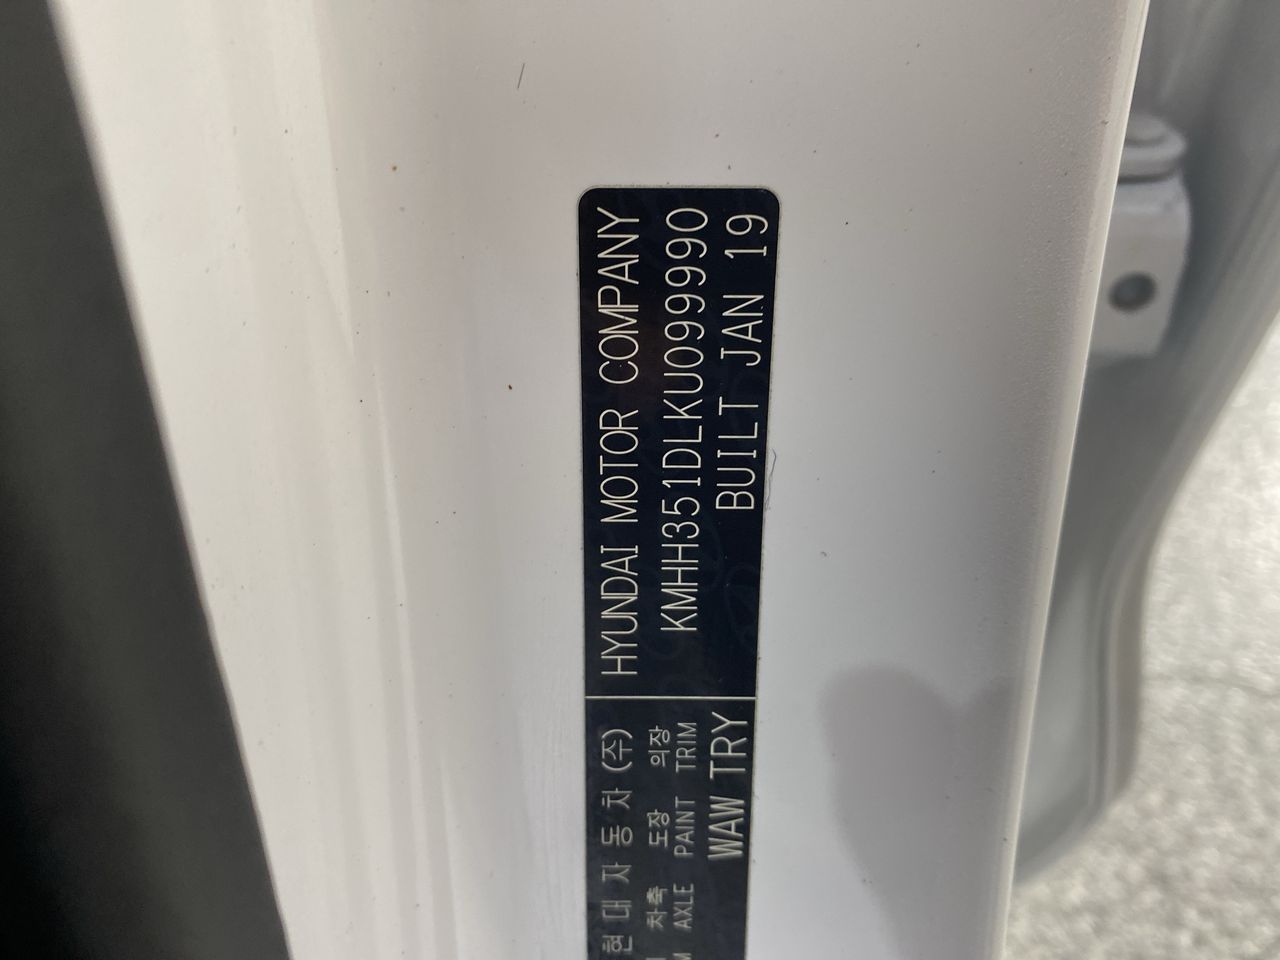 HYUNDAI MOTOR COMPANY
KMHH351DLKU099990
BUILT JAN 19
현대자동차(주)
차축 도장 의장
AXLE PAINT TRIM
WAW TRY